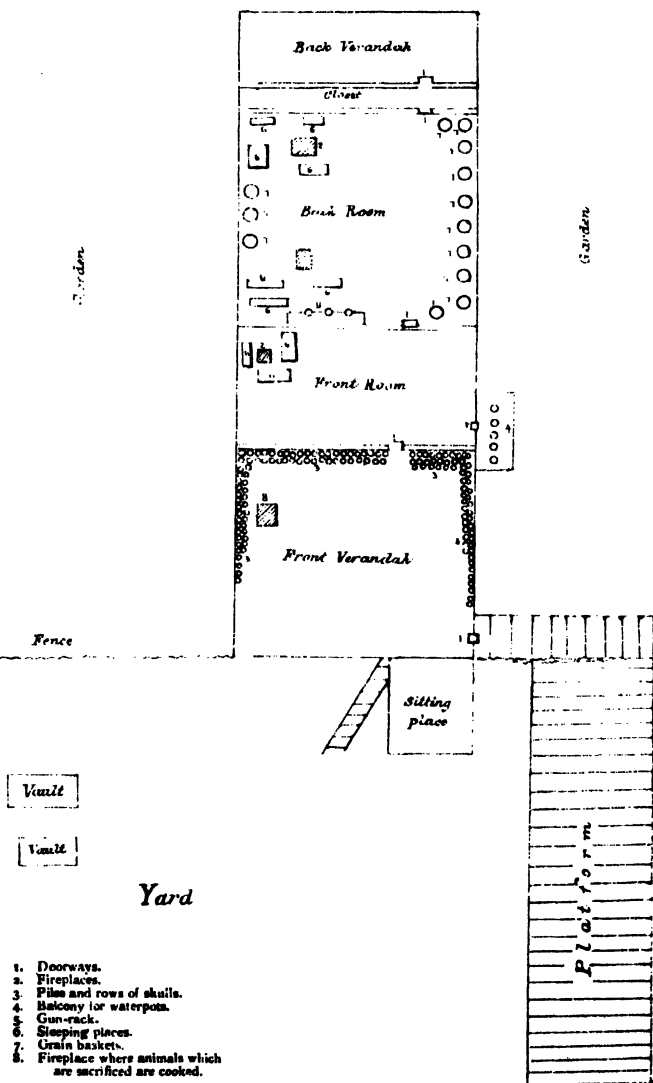 Back Verandah
Closet
Back Room
Garden
Garden
Front Room
Front Verandah
Fence
Sitting
place
Vault
Vault
Yard
Platform
1. Doorways.
2. Fireplaces.
3. Piles and rows of skulls.
4. Balcony for waterpots.
5. Gun-rack.
6. Sleeping places.
7. Grain baskets.
8. Fireplace where animals which
are sacrificed are cooked.